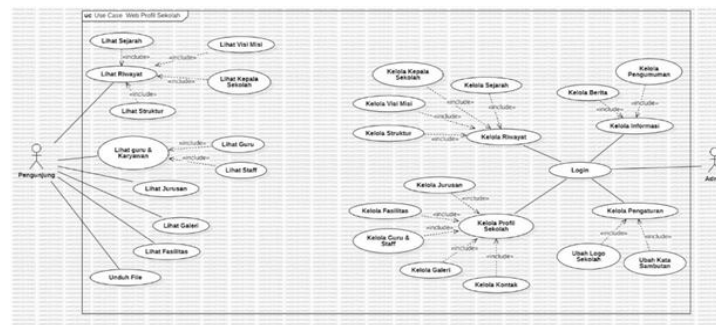 uc Use Case Web Profil Sekolah
Lihat Sejarah
Lihat Visi Misi
«include»
«include»
Lihat Riwayat
«include»
Lihat Kepala
Sekolah
«include»
Lihat Struktur
Lihat guru &
Karyawan
«include»
Lihat Guru
«include»
Lihat Staff
Pengunjung
Lihat Jurusan
Lihat Galeri
Lihat Fasilitas
Unduh File
Kelola Kepala
Sekolah
Kelola Sejarah
«include»
«include»
Kelola Visi Misi
«include»
Kelola Struktur
«include»
Kelola Riwayat
Kelola
Pengumuman
Kelola Berita
«include»
«include»
Kelola Informasi
Login
Kelola Jurusan
«include»
Kelola Fasilitas
«include»
Kelola Profil
Sekolah
Kelola Guru &
Staff
«include»
«include»
Kelola Galeri
«include»
Kelola Kontak
Kelola Pengaturan
«include»
«include»
Ubah Logo
Sekolah
Ubah Kata
Sambutan